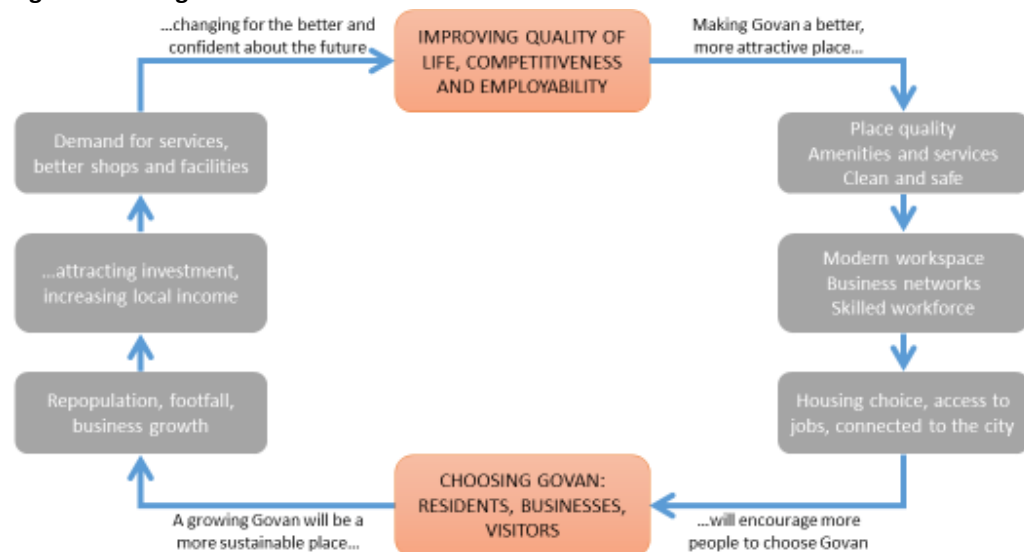 ...changing for the better and
confident about the future
IMPROVING QUALITY OF
LIFE, COMPETITIVENESS
AND EMPLOYABILITY
Making Govan a better,
more attractive place...
Place quality
Amenities and services
Clean and safe
Modern workspace
Business networks
Skilled workforce
Housing choice, access to
jobs, connected to the city
...will encourage more
people to choose Govan
CHOOSING GOVAN:
RESIDENTS, BUSINESSES,
VISITORS
A growing Govan will be a
more sustainable place...
Repopulation, footfall,
business growth
...attracting investment,
increasing local income
Demand for services,
better shops and facilities